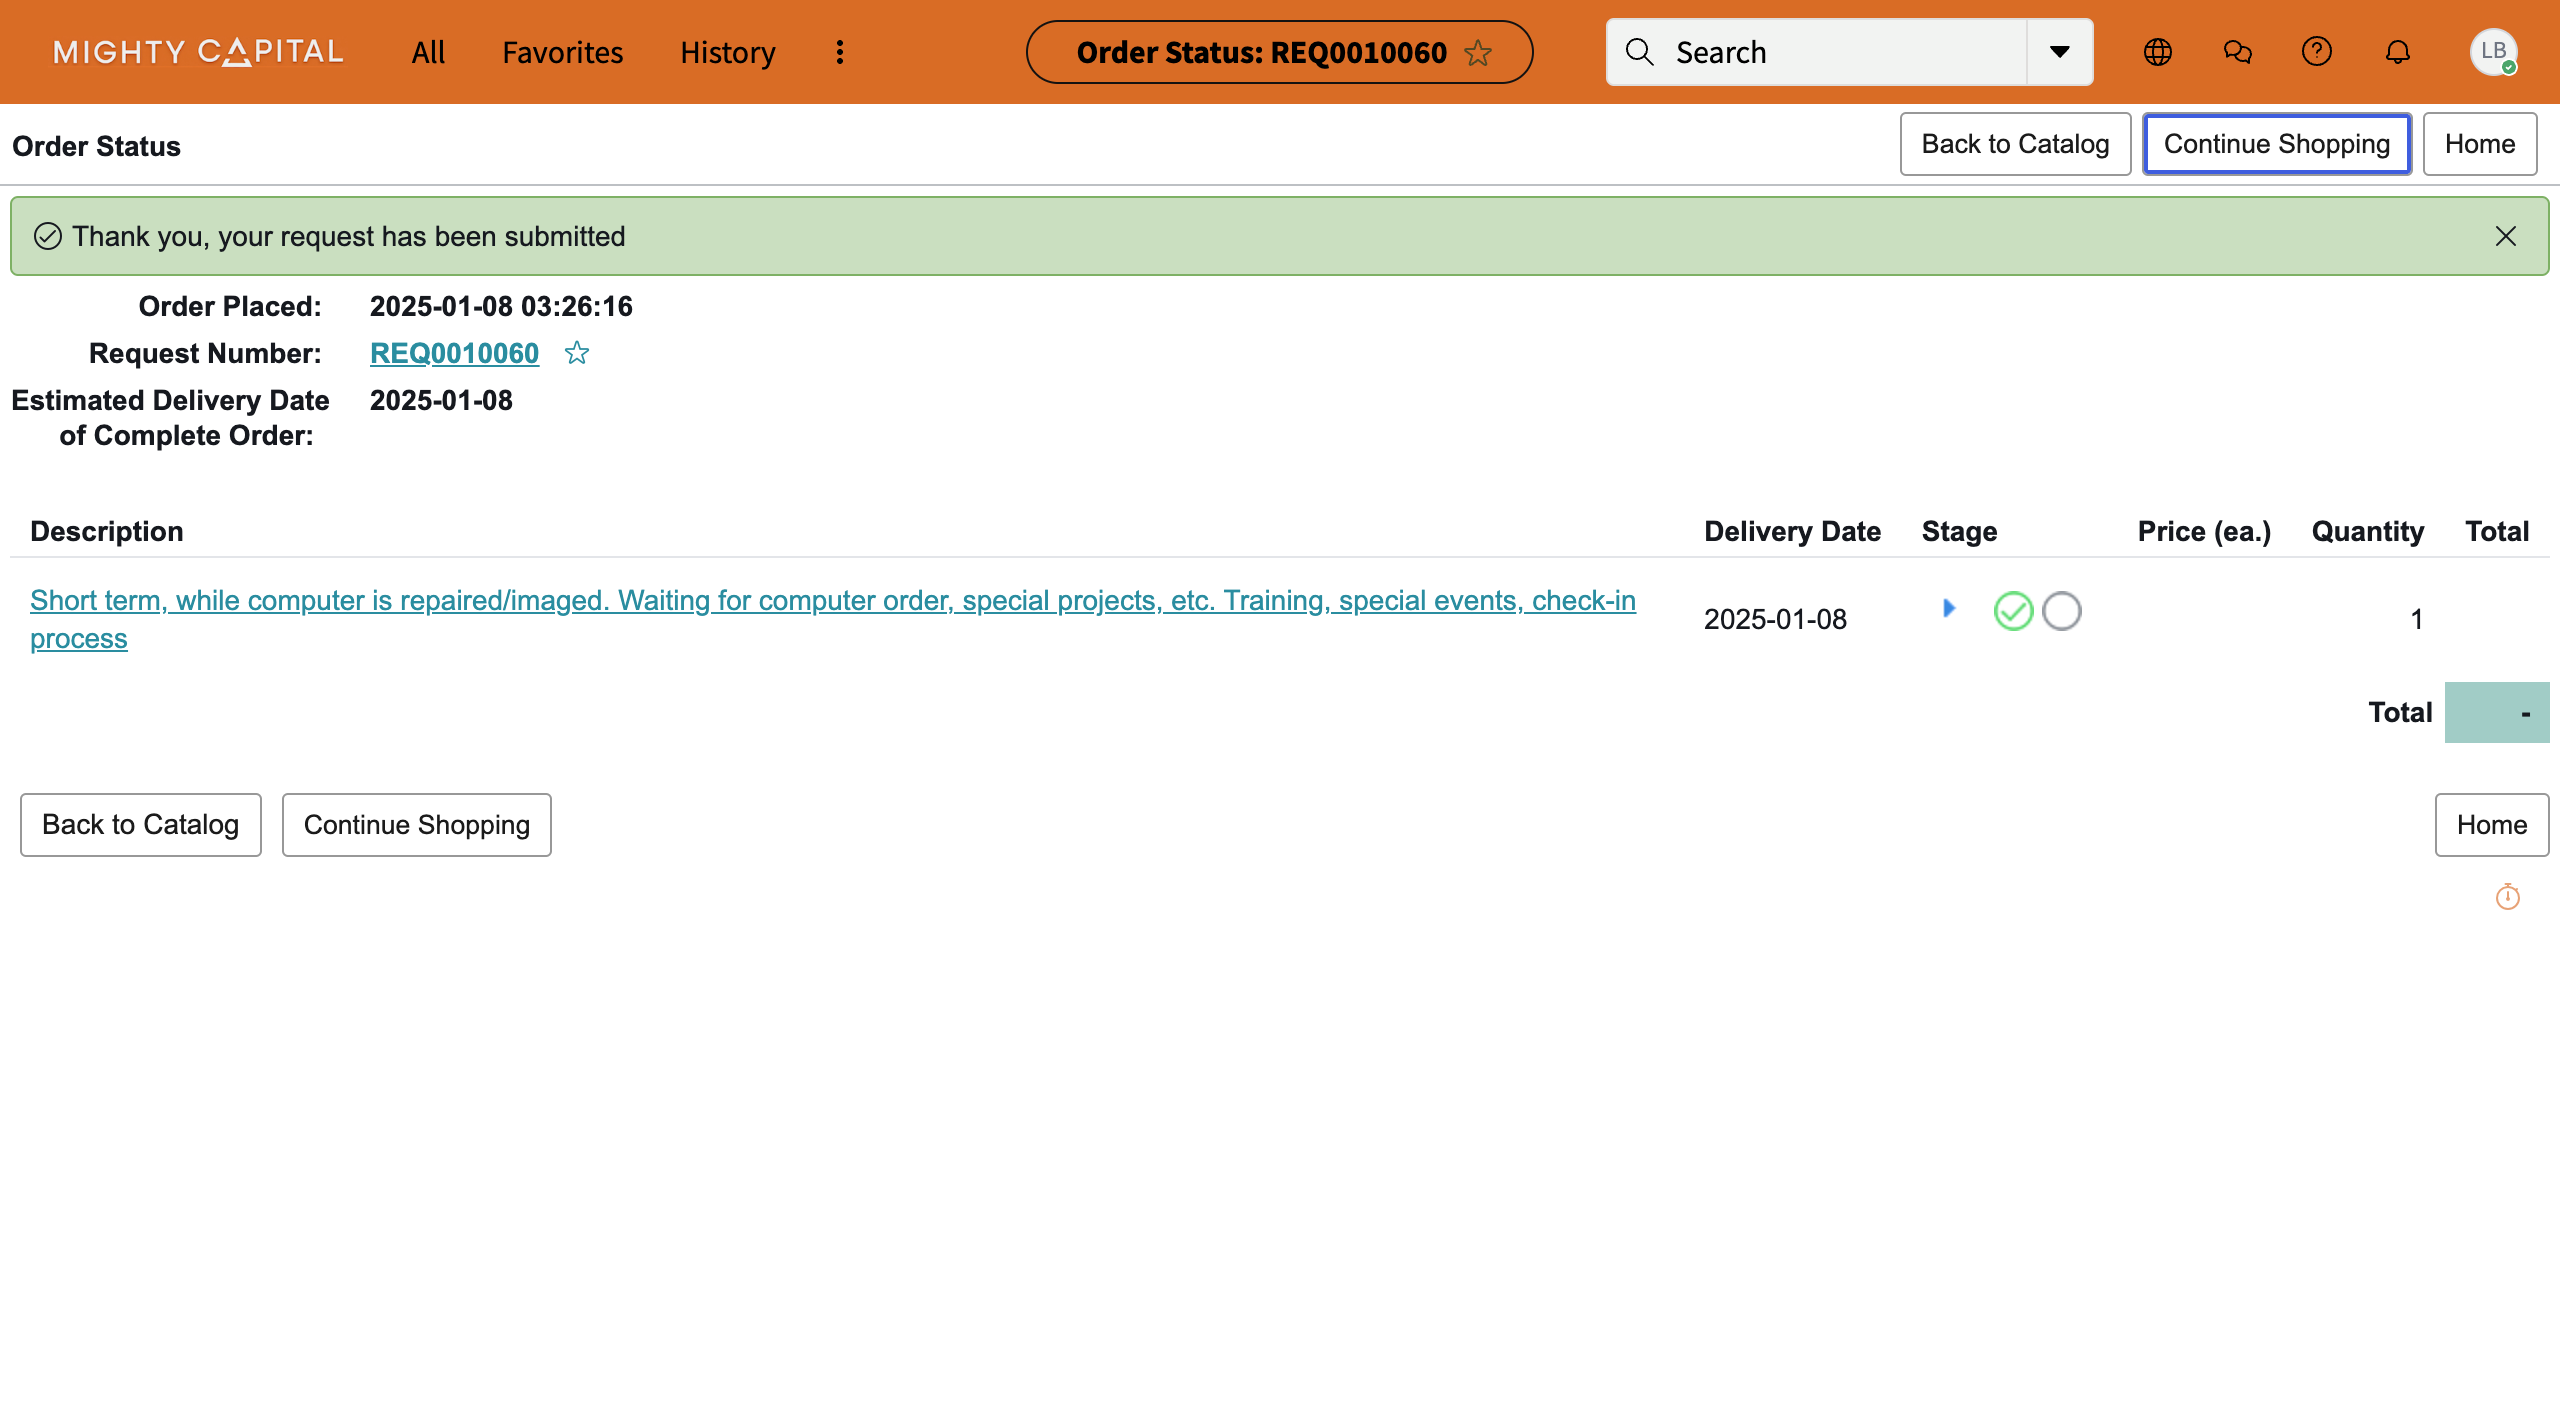 MIGHTY CAPITAL All Favorites History Order Status: REQ0010060 Search LB
Order Status Back to Catalog Continue Shopping Home
Thank you, your request has been submitted
Order Placed: 2025-01-08 03:26:16
Request Number: REQ0010060
Estimated Delivery Date 2025-01-08
of Complete Order:
Description Delivery Date Stage Price (ea.) Quantity Total
Short term, while computer is repaired/imaged. Waiting for computer order, special projects, etc. Training, special events, check-in
process
2025-01-08 1
Total -
Back to Catalog Continue Shopping Home